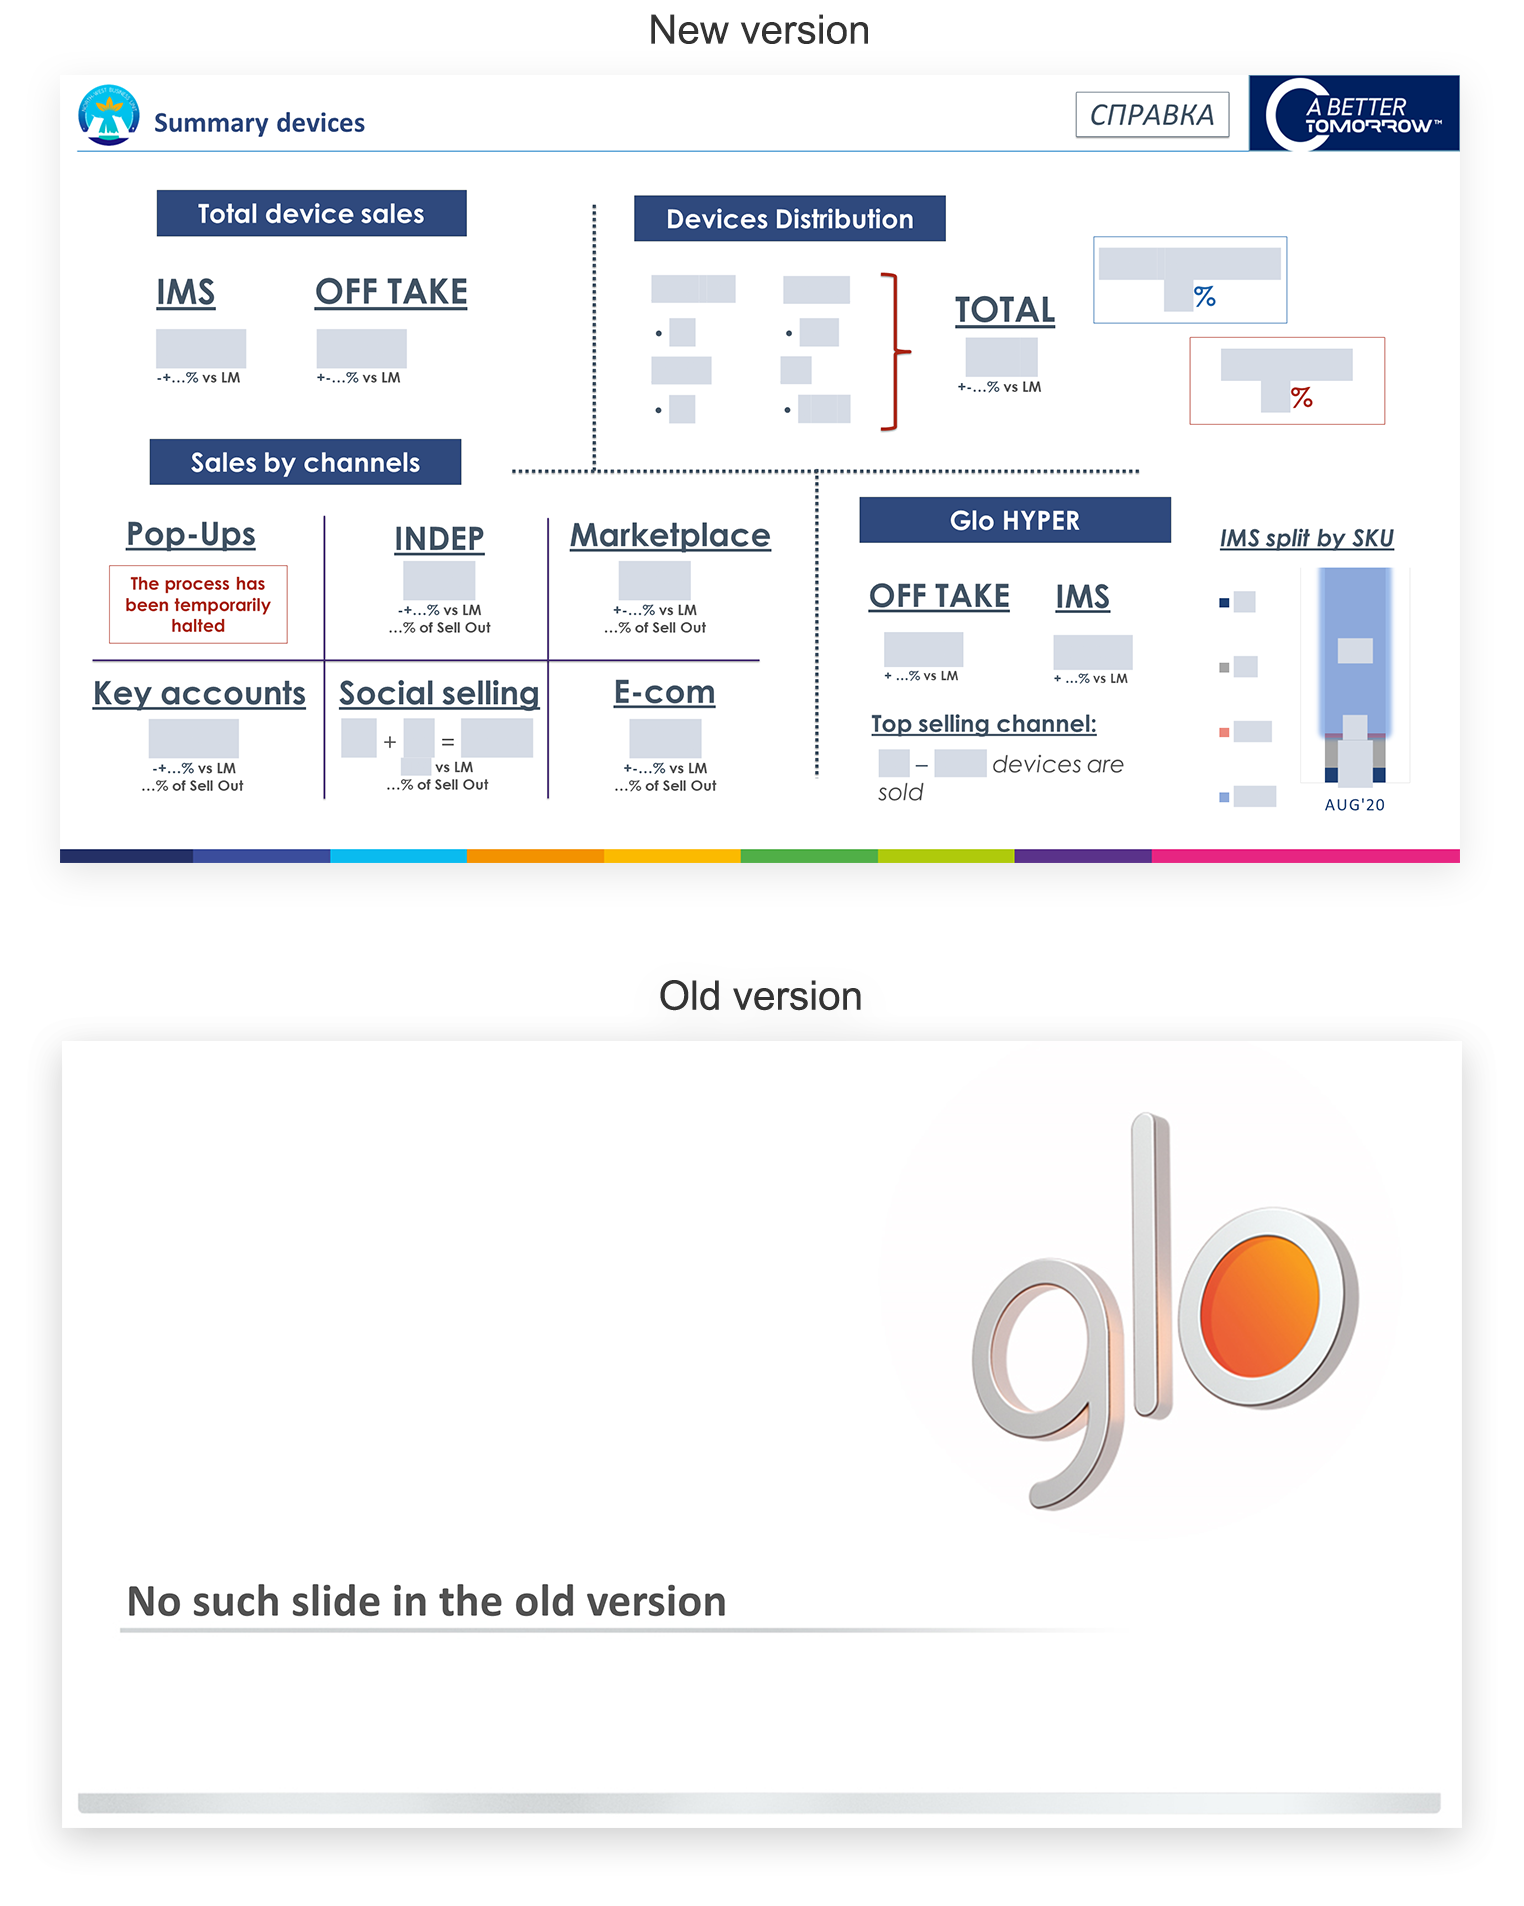 New version
Summary devices
СПРАВКА
A BETTER
TOMORROW™
Total device sales
IMS
OFF TAKE
-+...% vs LM
+-...% vs LM
Devices Distribution
TOTAL
+-...% vs LM
%
%
Sales by channels
Pop-Ups
The process has
been temporarily
halted
INDEP
-+...% vs LM
...% of Sell Out
Marketplace
+-...% vs LM
...% of Sell Out
Key accounts
-+...% vs LM
...% of Sell Out
Social selling
+ =
vs LM
...% of Sell Out
E-com
+-...% vs LM
...% of Sell Out
Glo HYPER
OFF TAKE
IMS
+ ...% vs LM
+ ...% vs LM
Top selling channel:
– devices are
sold
IMS split by SKU
AUG'20
Old version
glo
No such slide in the old version